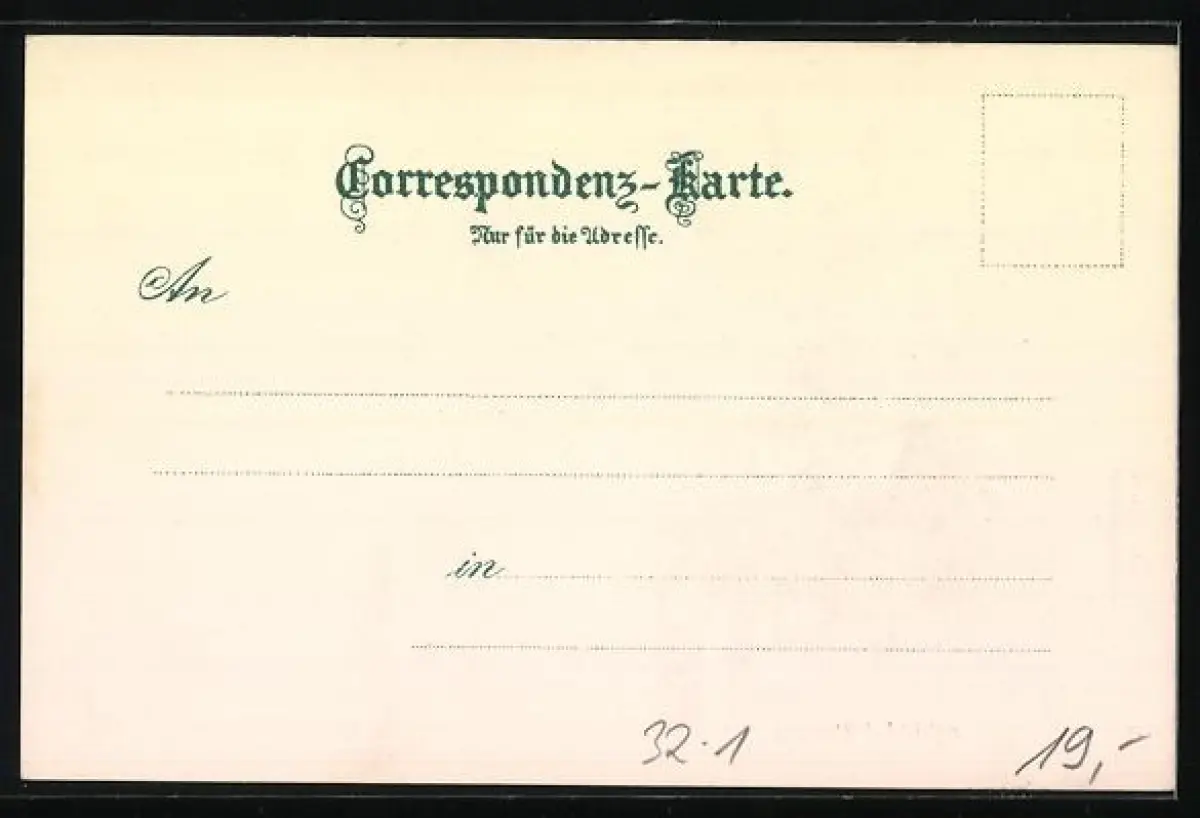 Correspondenz-Karte.
Nur für die Adresse.
An
in
32·1
19,-